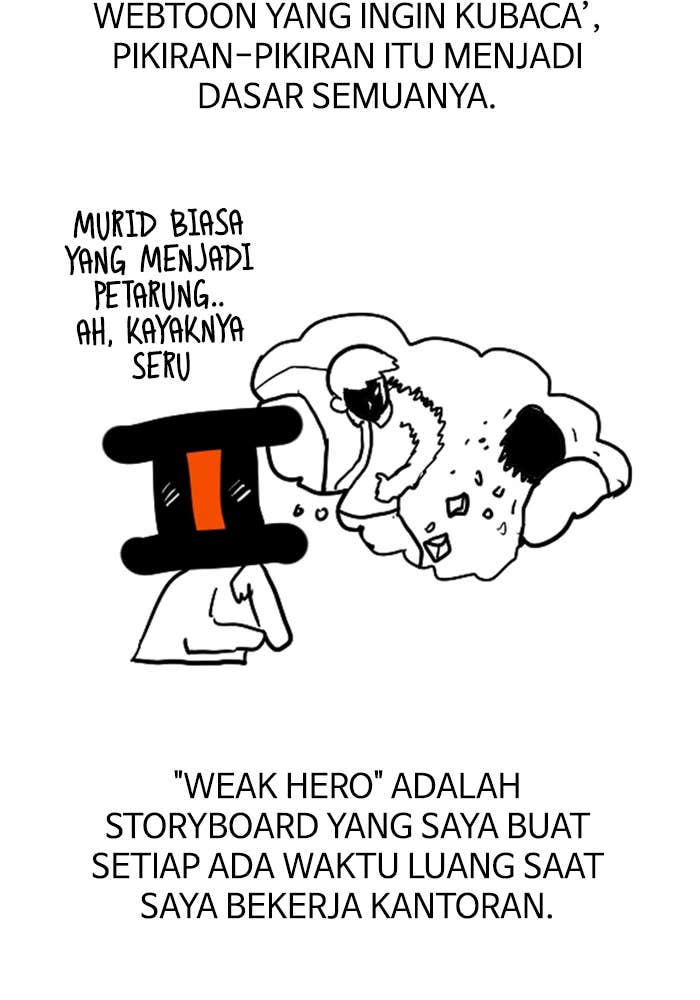 WEBTOON YANG INGIN KUBACA’,
PIKIRAN-PIKIRAN ITU MENJADI
DASAR SEMUANYA.
MURID BIASA
YANG MENJADI
PETARUNG..
AH, KAYAKNYA
SERU
"WEAK HERO" ADALAH
STORYBOARD YANG SAYA BUAT
SETIAP ADA WAKTU LUANG SAAT
SAYA BEKERJA KANTORAN.